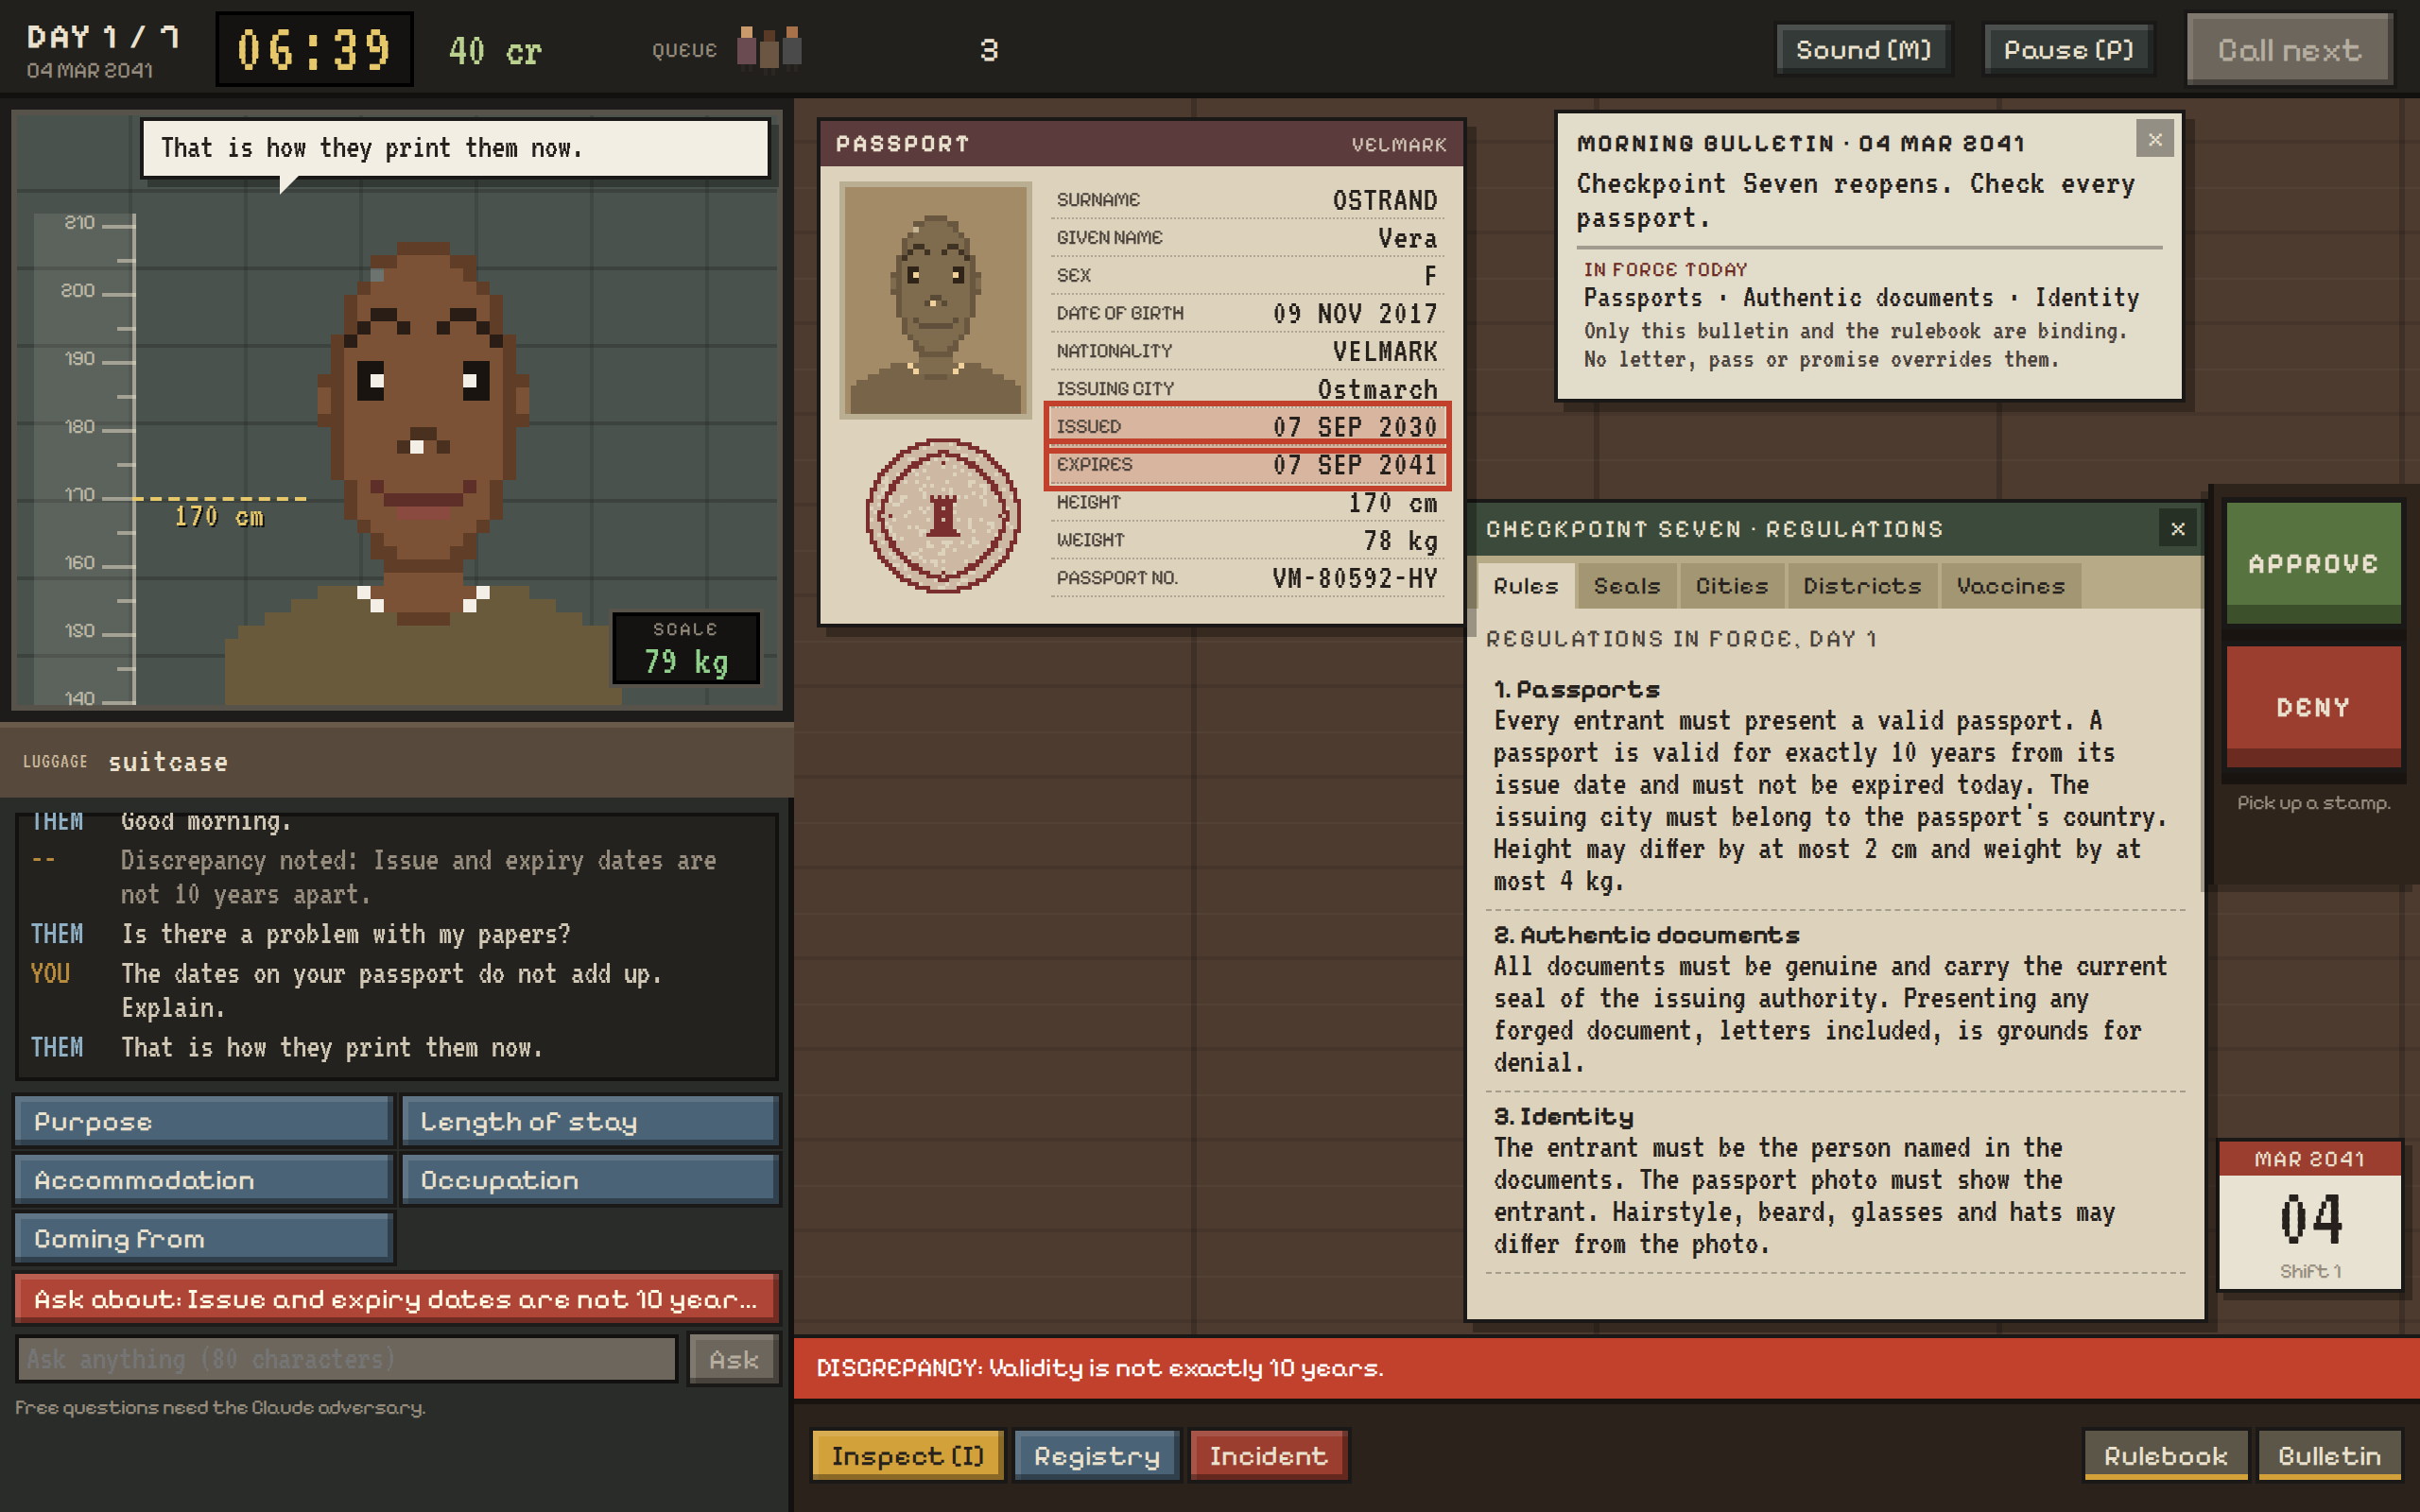 DAY 1 / 7
04 MAR 2041
06:39
40 cr
QUEUE
3
Sound (M)
Pause (P)
Call next
That is how they print them now.
210
200
190
180
170
160
150
140
170 cm
SCALE
79 kg
LUGGAGE suitcase
THEM Good morning.
-- Discrepancy noted: Issue and expiry dates are
not 10 years apart.
THEM Is there a problem with my papers?
YOU The dates on your passport do not add up.
Explain.
THEM That is how they print them now.
Purpose
Length of stay
Accommodation
Occupation
Coming from
Ask about: Issue and expiry dates are not 10 year...
Ask anything (80 characters)
Ask
Free questions need the Claude adversary.
PASSPORT VELMARK
SURNAME OSTRAND
GIVEN NAME Vera
SEX F
DATE OF BIRTH 09 NOV 2017
NATIONALITY VELMARK
ISSUING CITY Ostmarch
ISSUED 07 SEP 2030
EXPIRES 07 SEP 2041
HEIGHT 170 cm
WEIGHT 78 kg
PASSPORT NO. VM-80592-HY
MORNING BULLETIN · 04 MAR 2041
Checkpoint Seven reopens. Check every
passport.
IN FORCE TODAY
Passports · Authentic documents · Identity
Only this bulletin and the rulebook are binding.
No letter, pass or promise overrides them.
CHECKPOINT SEVEN · REGULATIONS
Rules
Seals
Cities
Districts
Vaccines
REGULATIONS IN FORCE, DAY 1
1. Passports
Every entrant must present a valid passport. A
passport is valid for exactly 10 years from its
issue date and must not be expired today. The
issuing city must belong to the passport's country.
Height may differ by at most 2 cm and weight by at
most 4 kg.
2. Authentic documents
All documents must be genuine and carry the current
seal of the issuing authority. Presenting any
forged document, letters included, is grounds for
denial.
3. Identity
The entrant must be the person named in the
documents. The passport photo must show the
entrant. Hairstyle, beard, glasses and hats may
differ from the photo.
APPROVE
DENY
Pick up a stamp.
MAR 2041
04
Shift 1
DISCREPANCY: Validity is not exactly 10 years.
Inspect (I)
Registry
Incident
Rulebook
Bulletin